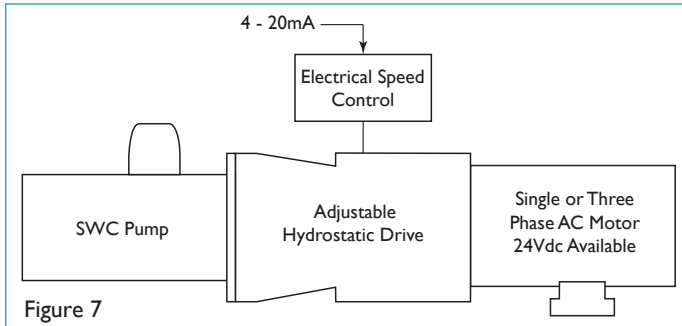 4 - 20mA
Electrical Speed
Control
SWC Pump
Adjustable
Hydrostatic Drive
Single or Three
Phase AC Motor
24Vdc Available
Figure 7